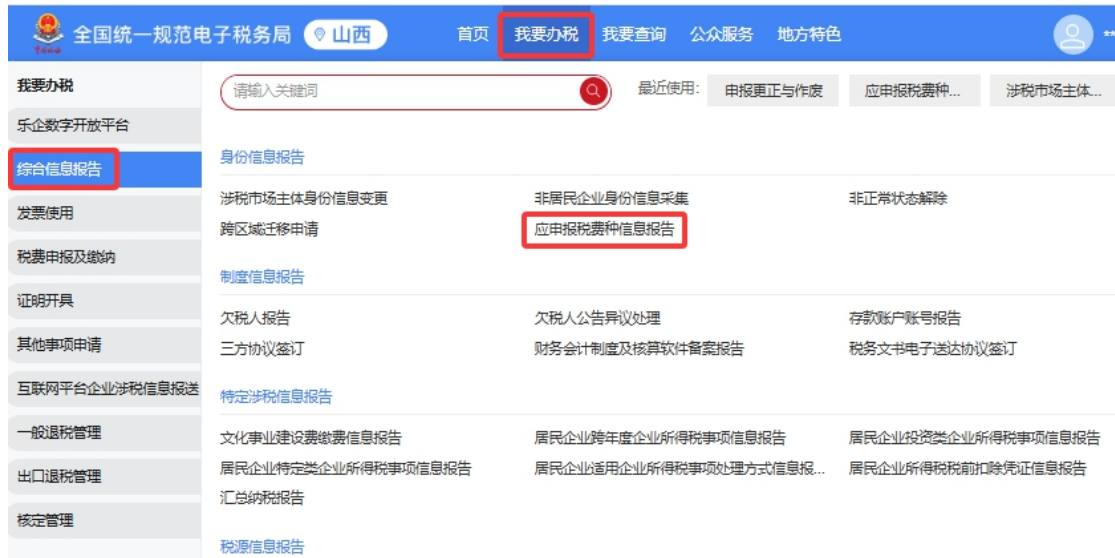 全国统一规范电子税务局 山西 首页 我要办税 我要查询 公众服务 地方特色 **
我要办税
乐企数字开放平台
综合信息报告
发票使用
税费申报及缴纳
证明开具
其他事项申请
互联网平台企业涉税信息报送
一般退税管理
出口退税管理
核定管理
请输入关键词 最近使用: 申报更正与作废 应申报税费种... 涉税市场主体...
身份信息报告
涉税市场主体身份信息变更 非居民企业身份信息采集 非正常状态解除
跨区域迁移申请 应申报税费种信息报告
制度信息报告
欠税人报告 欠税人公告异议处理 存款账户账号报告
三方协议签订 财务会计制度及核算软件备案报告 税务文书电子送达协议签订
特定涉税信息报告
文化事业建设费缴费信息报告 居民企业跨年度企业所得税事项信息报告 居民企业投资类企业所得税事项信息报告
居民企业特定类企业所得税事项信息报告 居民企业适用企业所得税事项处理方式信息报... 居民企业所得税税前扣除凭证信息报告
汇总纳税报告
税源信息报告